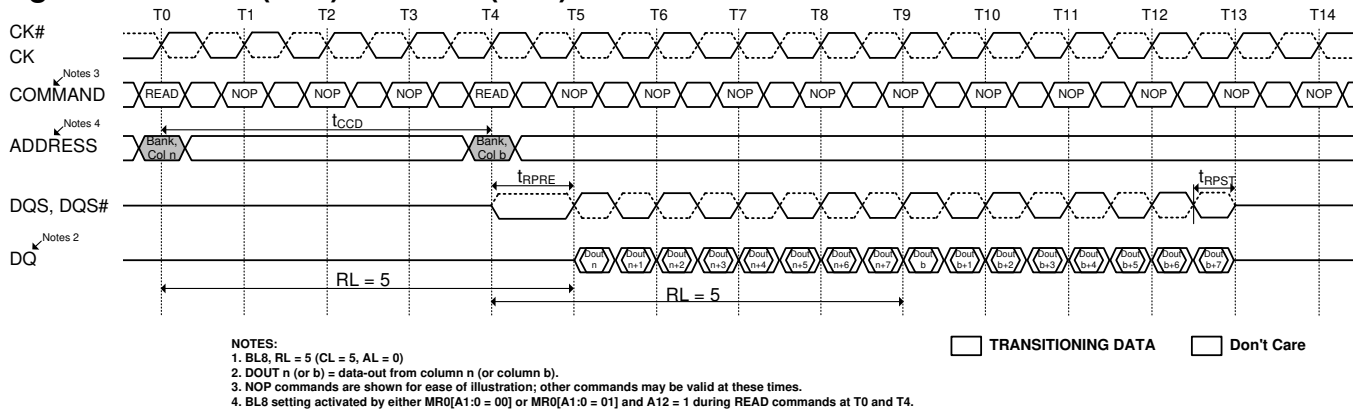 T0 T1 T2 T3 T4 T5 T6 T7 T8 T9 T10 T11 T12 T13 T14
CK#
CK
Notes 3
COMMAND READ NOP NOP NOP READ NOP NOP NOP NOP NOP NOP NOP NOP NOP NOP
Notes 4
tCCD
ADDRESS Bank, Col n Bank, Col b
tRPRE tRPST
DQS, DQS#
Notes 2
DQ Dout n Dout n+1 Dout n+2 Dout n+3 Dout n+4 Dout n+5 Dout n+6 Dout n+7 Dout b Dout b+1 Dout b+2 Dout b+3 Dout b+4 Dout b+5 Dout b+6 Dout b+7
RL = 5 RL = 5
NOTES:
1. BL8, RL = 5 (CL = 5, AL = 0)
2. DOUT n (or b) = data-out from column n (or column b).
3. NOP commands are shown for ease of illustration; other commands may be valid at these times.
4. BL8 setting activated by either MR0[A1:0 = 00] or MR0[A1:0 = 01] and A12 = 1 during READ commands at T0 and T4.
TRANSITIONING DATA Don't Care